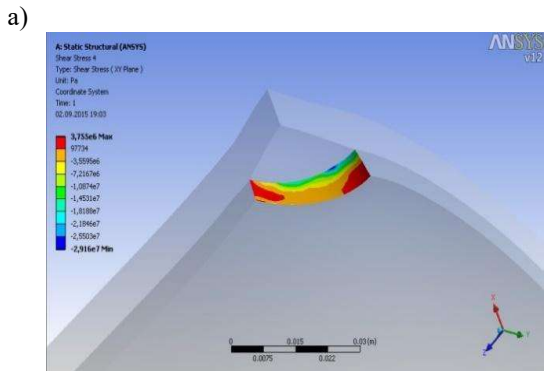 a)
A: Static Structural (ANSYS)
Shear Stress 4
Type: Shear Stress ( XY Plane )
Unit: Pa
Coordinate System
Time: 1
02.09.2015 19:03
3,755e6 Max
97734
-3,5595e6
-7,2167e6
-1,0874e7
-1,4531e7
-1,8188e7
-2,1846e7
-2,5503e7
-2,916e7 Min
ANSYS
v12
X
Y
Z
0
0.015
0.03 (m)
0.0075
0.022